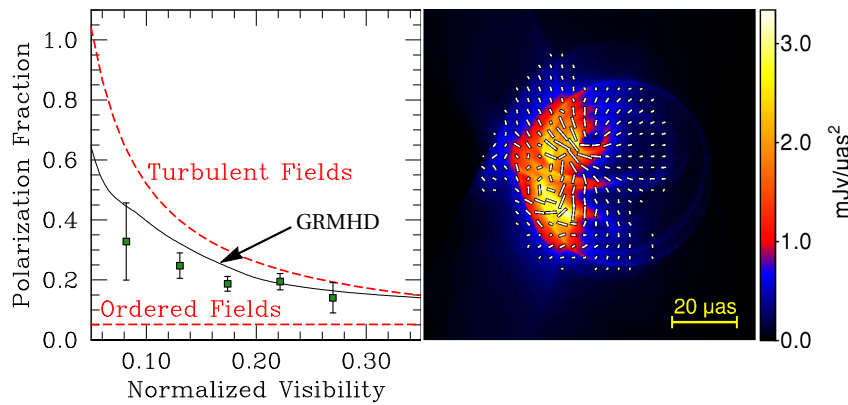 1.0
0.8
0.6
0.4
0.2
0.0
Polarization Fraction
Turbulent Fields
GRMHD
Ordered Fields
0.10
0.20
0.30
Normalized Visibility
20 μas
3.0
2.0
1.0
0.0
mJy/μas²